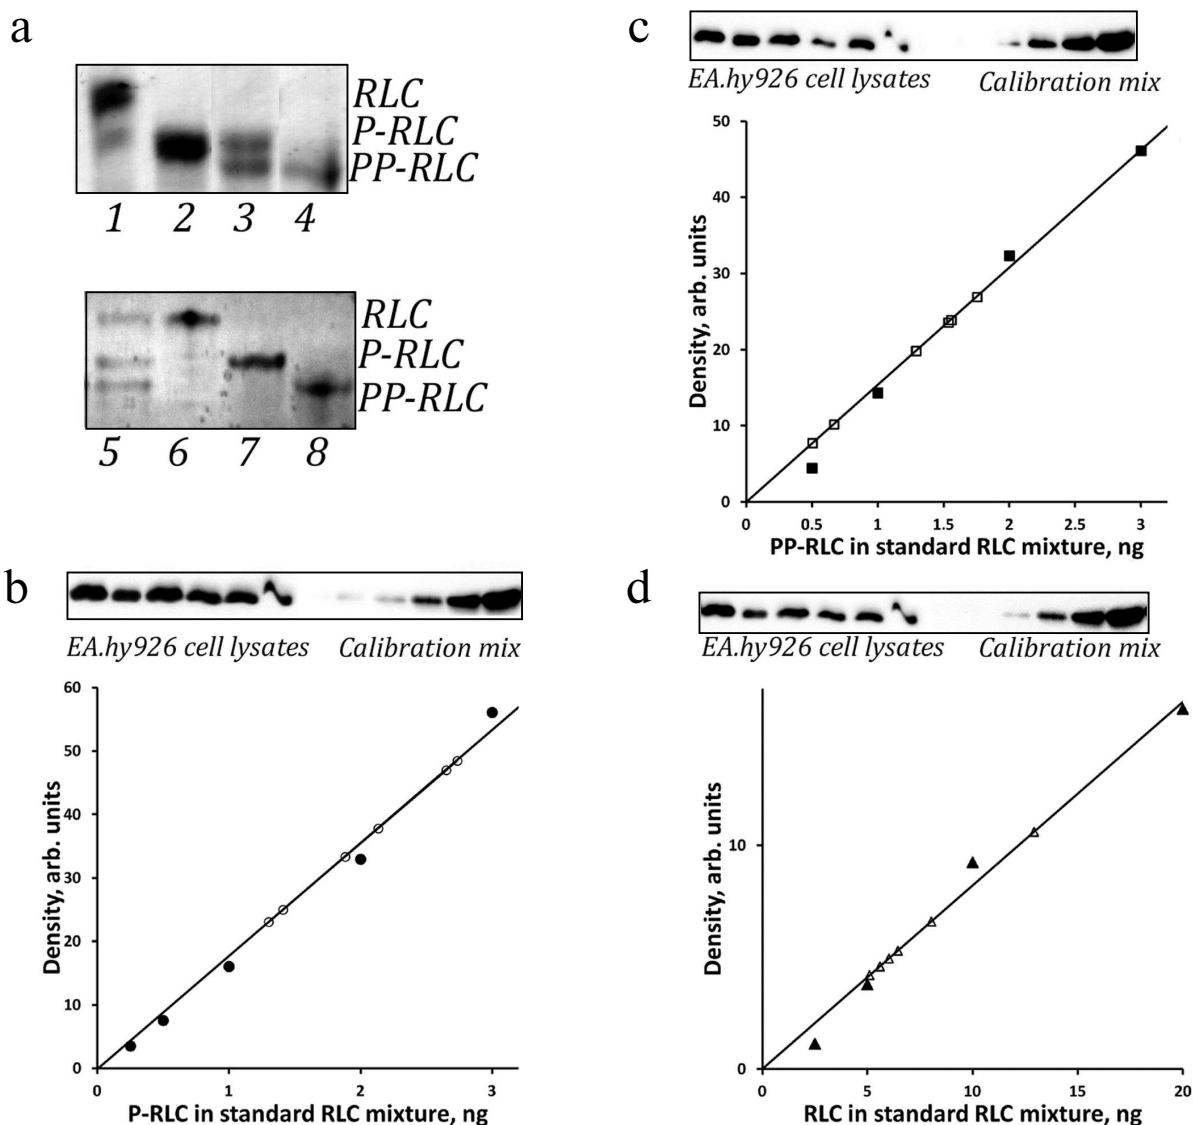 a
RLC
P-RLC
PP-RLC
1 2 3 4
RLC
P-RLC
PP-RLC
5 6 7 8
b
EA.hy926 cell lysates Calibration mix
60
50
40
30
20
10
0
Density, arb. units
0 1 2 3
P-RLC in standard RLC mixture, ng
c
EA.hy926 cell lysates Calibration mix
50
40
30
20
10
0
Density, arb. units
0 0.5 1 1.5 2 2.5 3
PP-RLC in standard RLC mixture, ng
d
EA.hy926 cell lysates Calibration mix
10
0
Density, arb. units
0 5 10 15 20
RLC in standard RLC mixture, ng